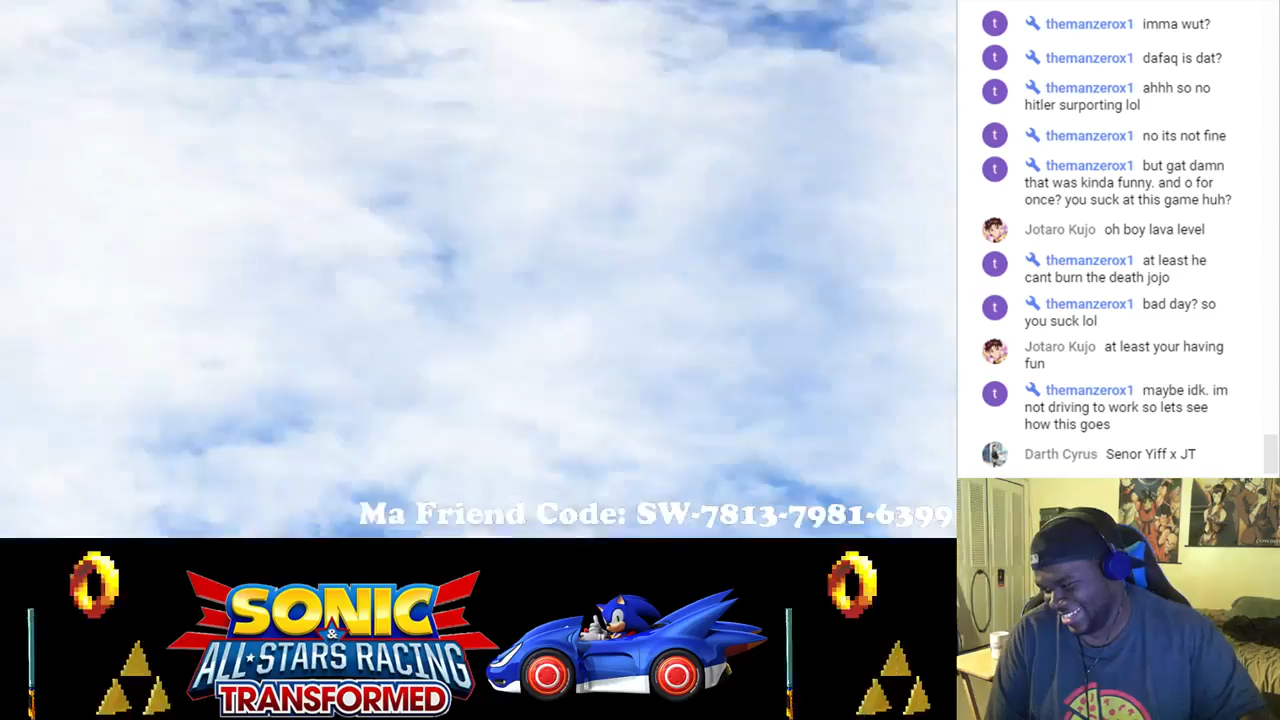 themanzerox1 imma wut?
themanzerox1 dafaq is dat?
themanzerox1 ahhh so no
hitler surporting lol
themanzerox1 no its not fine
themanzerox1 but gat damn
that was kinda funny. and o for
once? you suck at this game huh?
Jotaro Kujo oh boy lava level
themanzerox1 at least he
cant burn the death jojo
themanzerox1 bad day? so
you suck lol
Jotaro Kujo at least your having
fun
themanzerox1 maybe idk. im
not driving to work so lets see
how this goes
Darth Cyrus Senor Yiff x JT
Ma Friend Code: SW-7813-7981-6399
SONIC
&
ALL★STARS RACING
TRANSFORMED